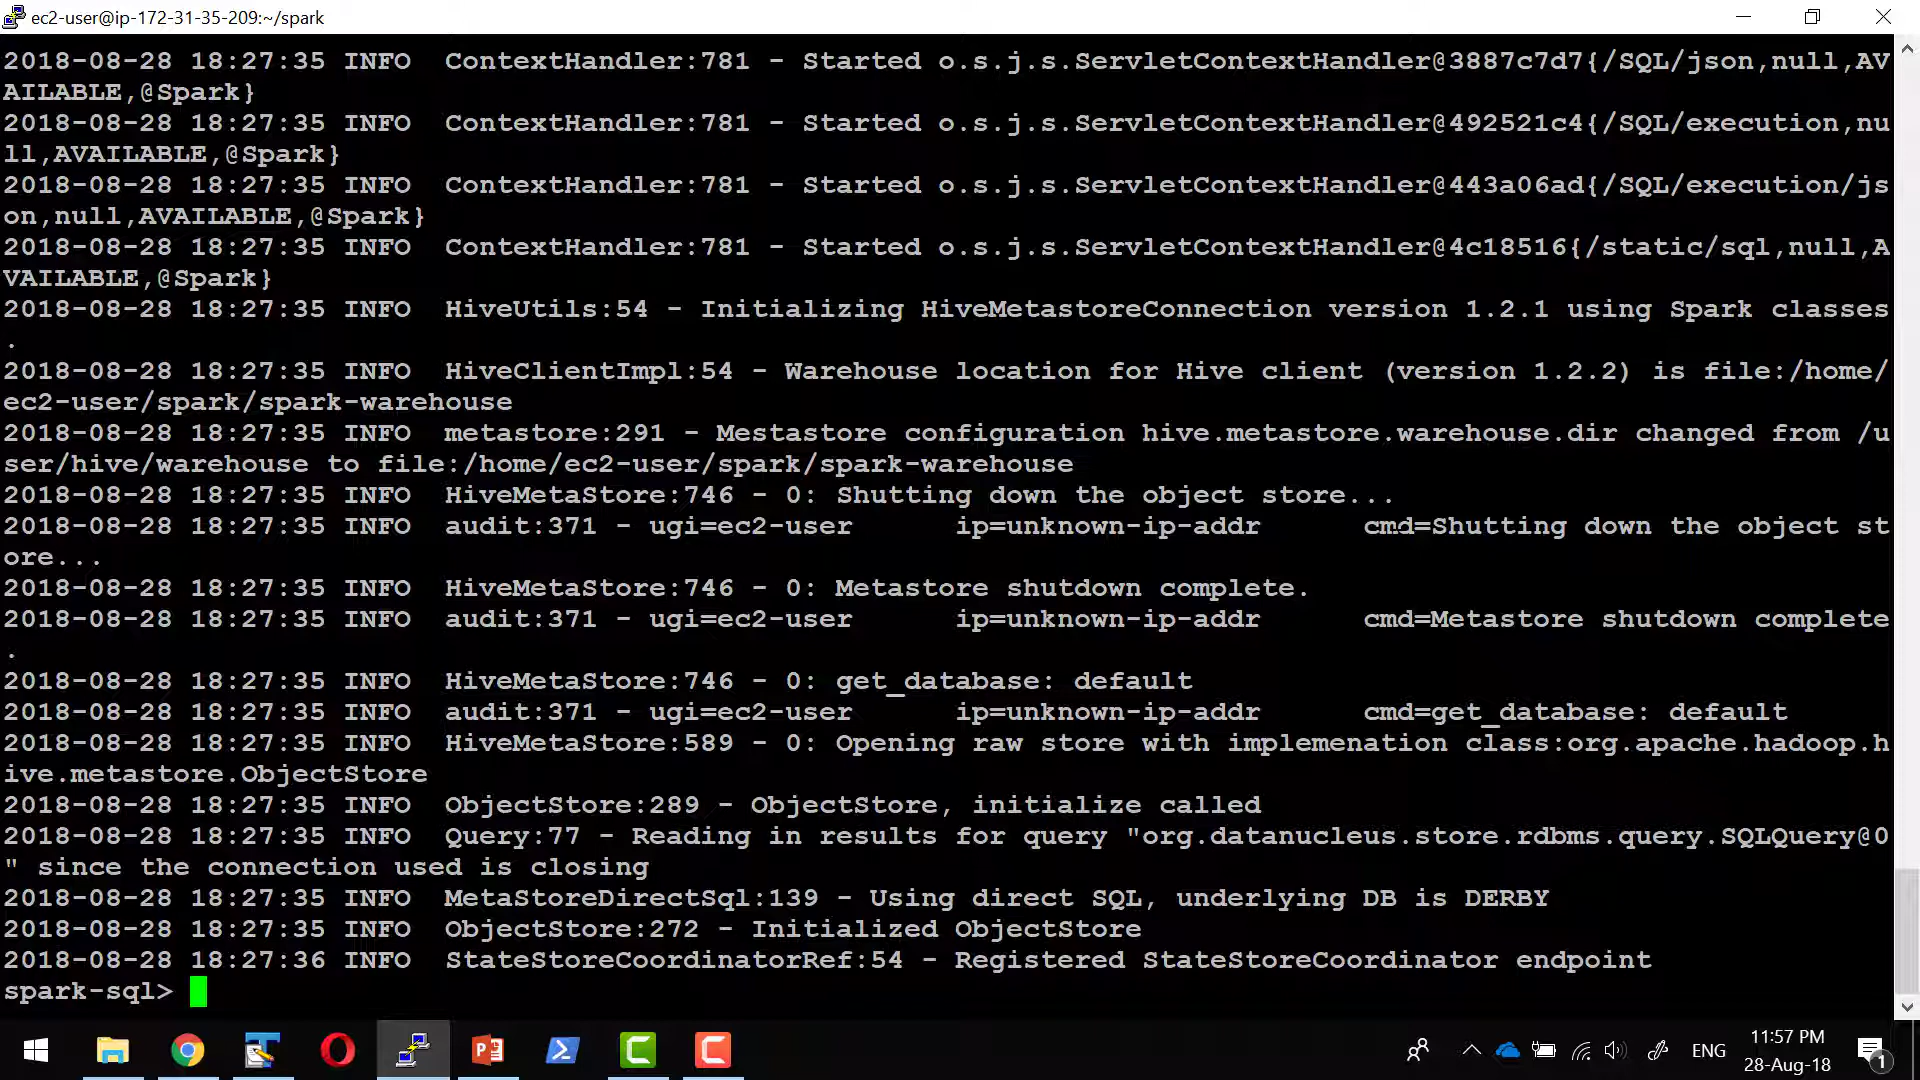 ec2-user@ip-172-31-35-209:~/spark
2018-08-28 18:27:35 INFO  ContextHandler:781 - Started o.s.j.s.ServletContextHandler@3887c7d7{/SQL/json,null,AV
AILABLE,@Spark}
2018-08-28 18:27:35 INFO  ContextHandler:781 - Started o.s.j.s.ServletContextHandler@492521c4{/SQL/execution,nu
ll,AVAILABLE,@Spark}
2018-08-28 18:27:35 INFO  ContextHandler:781 - Started o.s.j.s.ServletContextHandler@443a06ad{/SQL/execution/js
on,null,AVAILABLE,@Spark}
2018-08-28 18:27:35 INFO  ContextHandler:781 - Started o.s.j.s.ServletContextHandler@4c18516{/static/sql,null,A
VAILABLE,@Spark}
2018-08-28 18:27:35 INFO  HiveUtils:54 - Initializing HiveMetastoreConnection version 1.2.1 using Spark classes
.
2018-08-28 18:27:35 INFO  HiveClientImpl:54 - Warehouse location for Hive client (version 1.2.2) is file:/home/
ec2-user/spark/spark-warehouse
2018-08-28 18:27:35 INFO  metastore:291 - Mestastore configuration hive.metastore.warehouse.dir changed from /u
ser/hive/warehouse to file:/home/ec2-user/spark/spark-warehouse
2018-08-28 18:27:35 INFO  HiveMetaStore:746 - 0: Shutting down the object store...
2018-08-28 18:27:35 INFO  audit:371 - ugi=ec2-user      ip=unknown-ip-addr      cmd=Shutting down the object st
ore...
2018-08-28 18:27:35 INFO  HiveMetaStore:746 - 0: Metastore shutdown complete.
2018-08-28 18:27:35 INFO  audit:371 - ugi=ec2-user      ip=unknown-ip-addr      cmd=Metastore shutdown complete
.
2018-08-28 18:27:35 INFO  HiveMetaStore:746 - 0: get_database: default
2018-08-28 18:27:35 INFO  audit:371 - ugi=ec2-user      ip=unknown-ip-addr      cmd=get_database: default
2018-08-28 18:27:35 INFO  HiveMetaStore:589 - 0: Opening raw store with implemenation class:org.apache.hadoop.h
ive.metastore.ObjectStore
2018-08-28 18:27:35 INFO  ObjectStore:289 - ObjectStore, initialize called
2018-08-28 18:27:35 INFO  Query:77 - Reading in results for query "org.datanucleus.store.rdbms.query.SQLQuery@0
" since the connection used is closing
2018-08-28 18:27:35 INFO  MetaStoreDirectSql:139 - Using direct SQL, underlying DB is DERBY
2018-08-28 18:27:35 INFO  ObjectStore:272 - Initialized ObjectStore
2018-08-28 18:27:36 INFO  StateStoreCoordinatorRef:54 - Registered StateStoreCoordinator endpoint
spark-sql>
ENG
11:57 PM
28-Aug-18
1